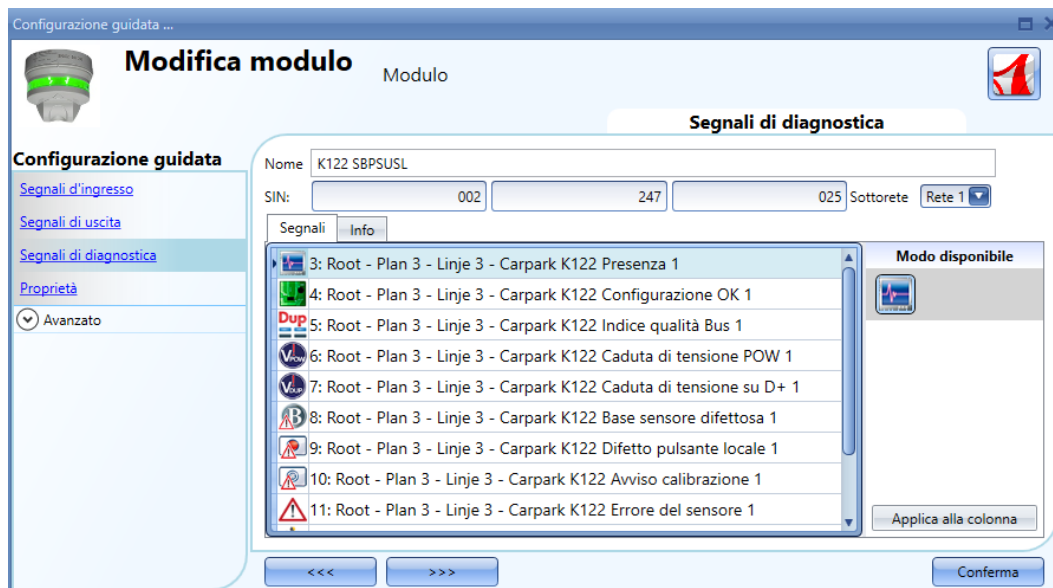 Configurazione guidata ...
Modifica modulo
Modulo
Segnali di diagnostica
Configurazione guidata
Segnali d'ingresso
Segnali di uscita
Segnali di diagnostica
Proprietà
Avanzato
Nome K122 SBPSUSL
SIN: 002 247 025 Sottorete Rete 1
Segnali Info
3: Root - Plan 3 - Linje 3 - Carpark K122 Presenza 1
4: Root - Plan 3 - Linje 3 - Carpark K122 Configurazione OK 1
Dup 5: Root - Plan 3 - Linje 3 - Carpark K122 Indice qualità Bus 1
VPOW 6: Root - Plan 3 - Linje 3 - Carpark K122 Caduta di tensione POW 1
VDUP 7: Root - Plan 3 - Linje 3 - Carpark K122 Caduta di tensione su D+ 1
B 8: Root - Plan 3 - Linje 3 - Carpark K122 Base sensore difettosa 1
9: Root - Plan 3 - Linje 3 - Carpark K122 Difetto pulsante locale 1
10: Root - Plan 3 - Linje 3 - Carpark K122 Avviso calibrazione 1
11: Root - Plan 3 - Linje 3 - Carpark K122 Errore del sensore 1
Modo disponibile
Applica alla colonna
<<<
>>>
Conferma